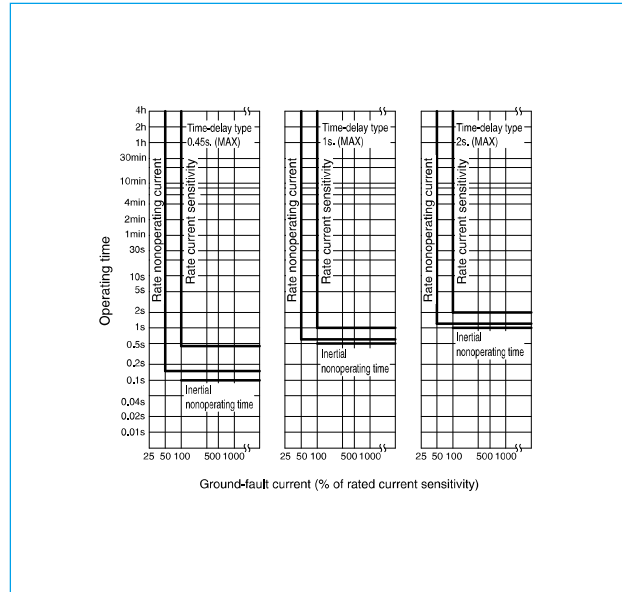 4h
2h
1h
30min
10min
4min
2min
1min
30s
10s
5s
2s
1s
0.5s
0.2s
0.1s
0.04s
0.02s
0.01s
Operating time
Rate nonoperating current
Rate current sensitivity
Time-delay type
0.45s. (MAX)
Inertial
nonoperating time
25 50 100 500 1000
Rate nonoperating current
Rate current sensitivity
Time-delay type
1s. (MAX)
Inertial
nonoperating time
25 50 100 500 1000
Rate nonoperating current
Rate current sensitivity
Time-delay type
2s. (MAX)
Inertial
nonoperating time
25 50 100 500 1000
Ground-fault current (% of rated current sensitivity)